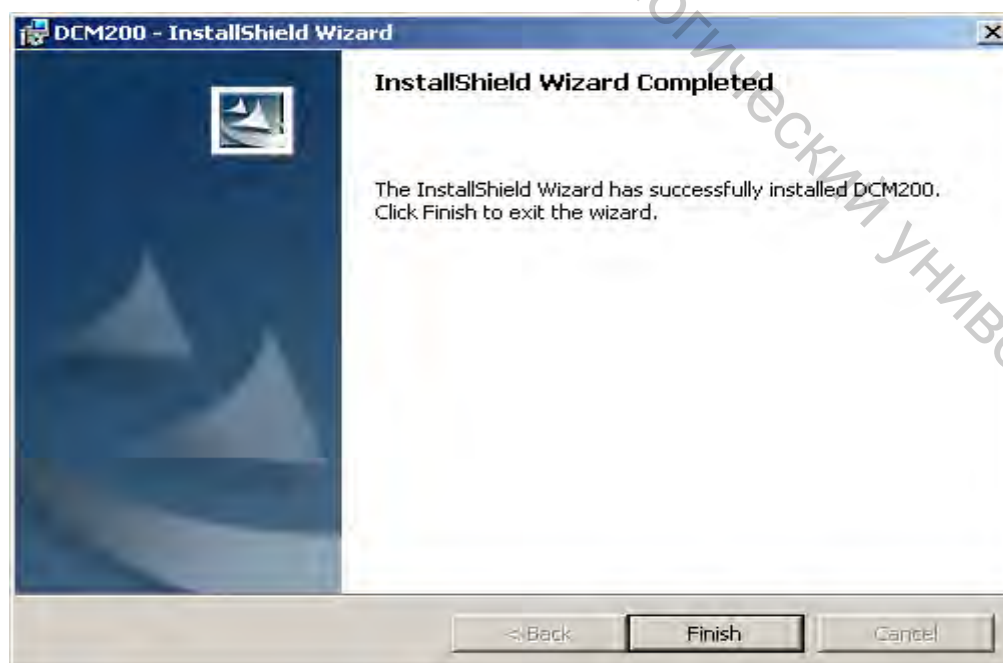 DCM200 - InstallShield Wizard
InstallShield Wizard Completed
The InstallShield Wizard has successfully installed DCM200.
Click Finish to exit the wizard.
< Back
Finish
Cancel